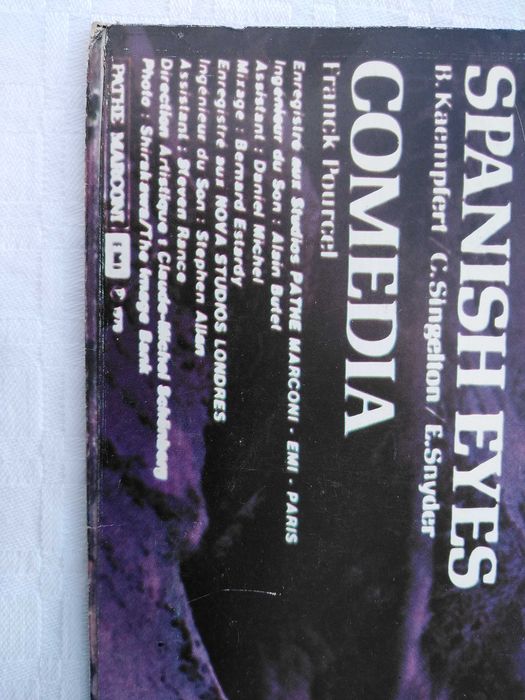 SPANISH EYES
B. Kaempfert / C. Singelton / E. Snyder
COMEDIA
Franck Pourcel
Enregistré aux Studios PATHE MARCONI - EMI - PARIS
Ingénieur du Son : Alain Butet
Assistant : Daniel Michel
Mixage : Bernard Estardy
Enregistré aux NOVA STUDIOS LONDRES
Ingénieur du Son : Stephen Allen
Assistant : Steven Rance
Direction Artistique : Claude-Michel Schönberg
Photo : Shirakawa/The Image Bank
PATHE MARCONI EMI